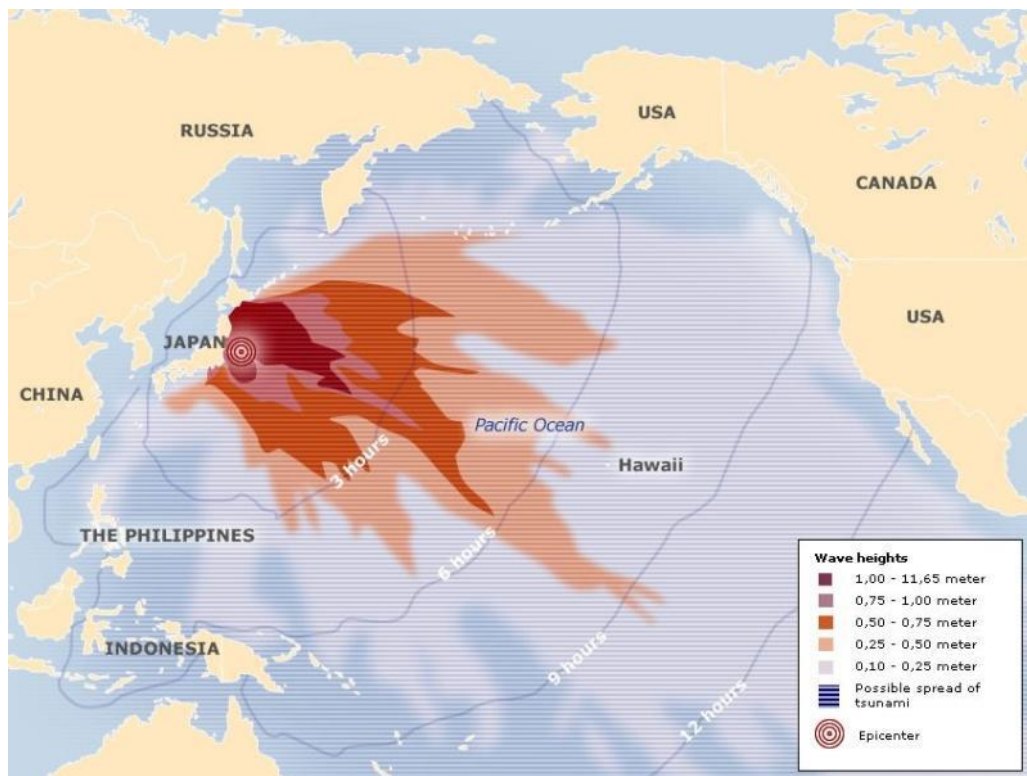 RUSSIA
USA
CANADA
JAPAN
USA
CHINA
Pacific Ocean
3 hours
Hawaii
THE PHILIPPINES
6 hours
INDONESIA
9 hours
12 hours
Wave heights
1,00 - 11,65 meter
0,75 - 1,00 meter
0,50 - 0,75 meter
0,25 - 0,50 meter
0,10 - 0,25 meter
Possible spread of
tsunami
Epicenter